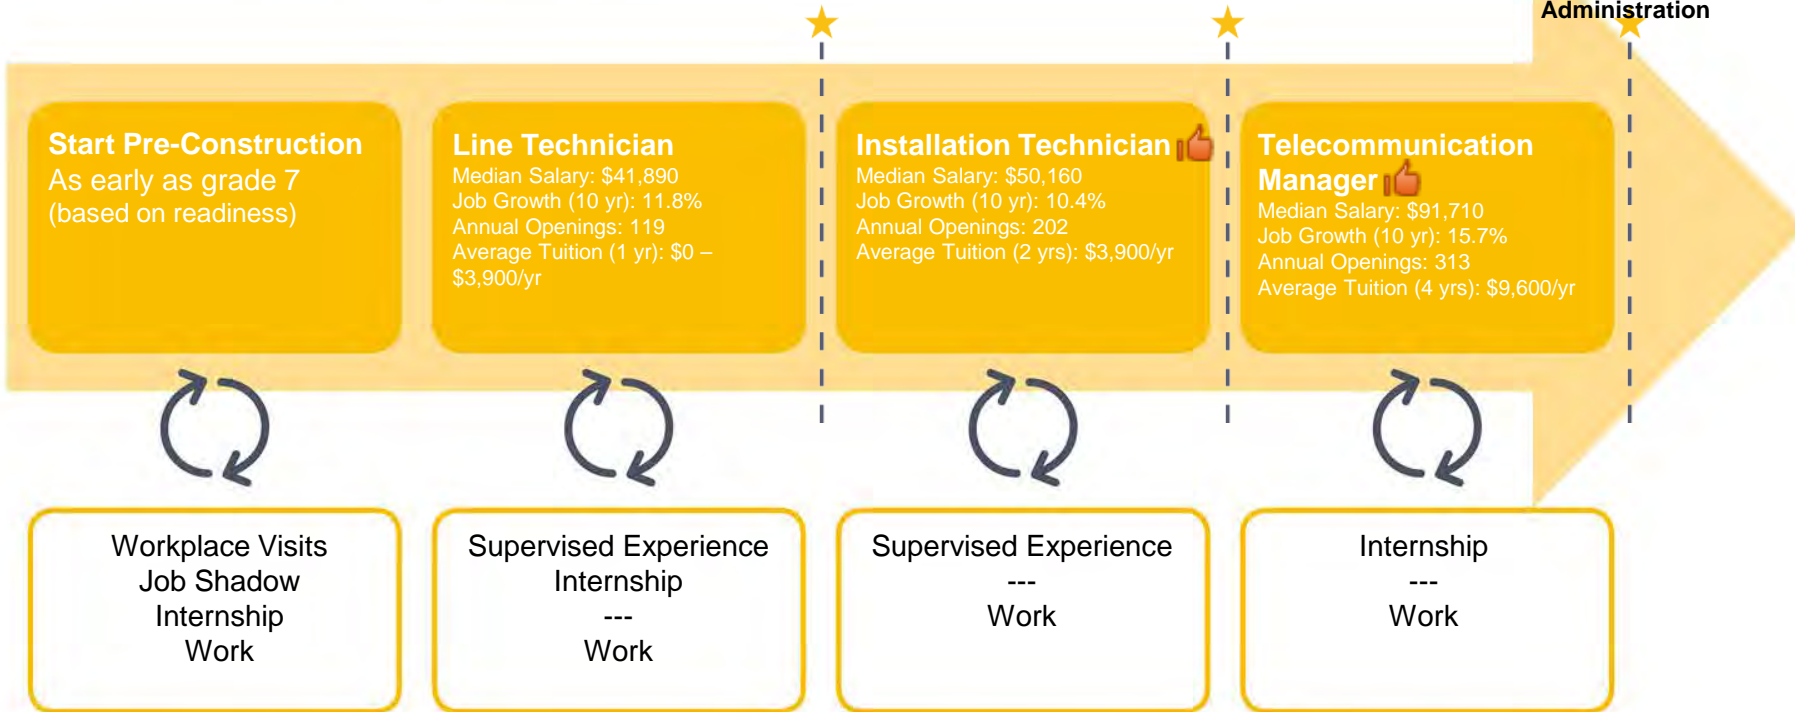 Administration
Start Pre-Construction
As early as grade 7
(based on readiness)
Line Technician
Median Salary: $41,890
Job Growth (10 yr): 11.8%
Annual Openings: 119
Average Tuition (1 yr): $0 –
$3,900/yr
Installation Technician
Median Salary: $50,160
Job Growth (10 yr): 10.4%
Annual Openings: 202
Average Tuition (2 yrs): $3,900/yr
Telecommunication
Manager
Median Salary: $91,710
Job Growth (10 yr): 15.7%
Annual Openings: 313
Average Tuition (4 yrs): $9,600/yr
Workplace Visits
Job Shadow
Internship
Work
Supervised Experience
Internship
---
Work
Supervised Experience
---
Work
Internship
---
Work